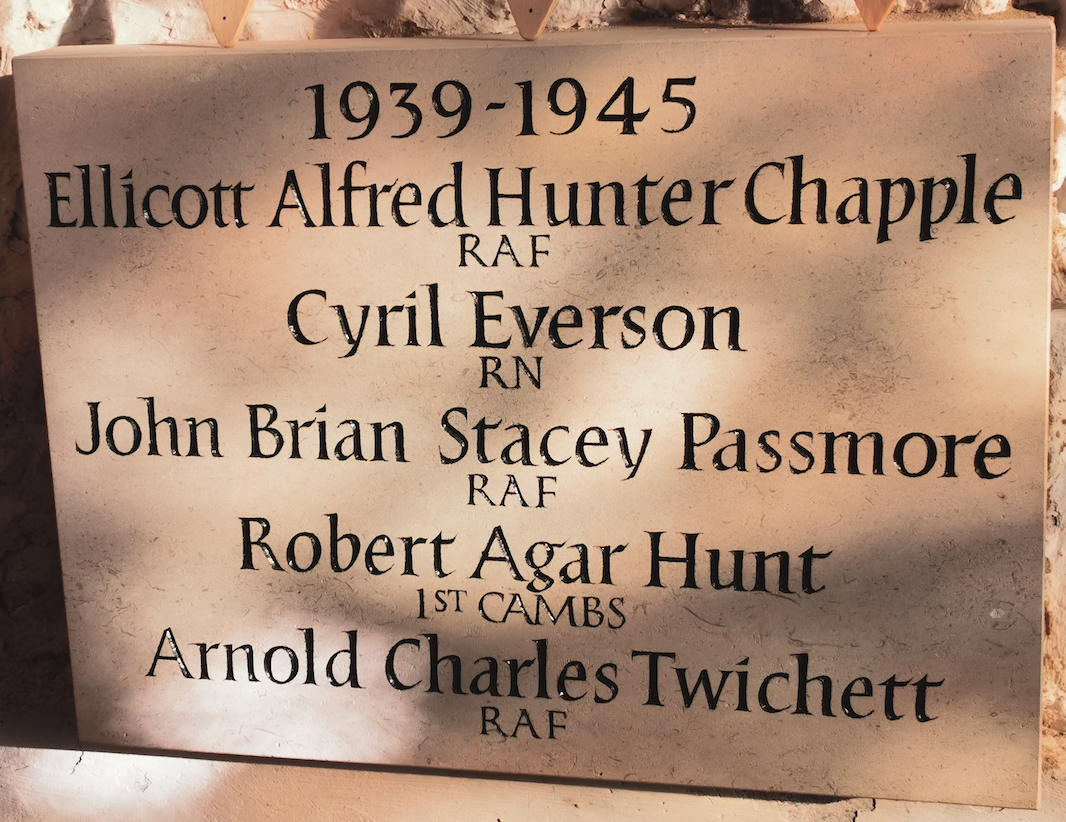 1939-1945
Ellicott Alfred Hunter Chapple
RAF
Cyril Everson
RN
John Brian Stacey Passmore
RAF
Robert Agar Hunt
1ST CAMBS
Arnold Charles Twichett
RAF